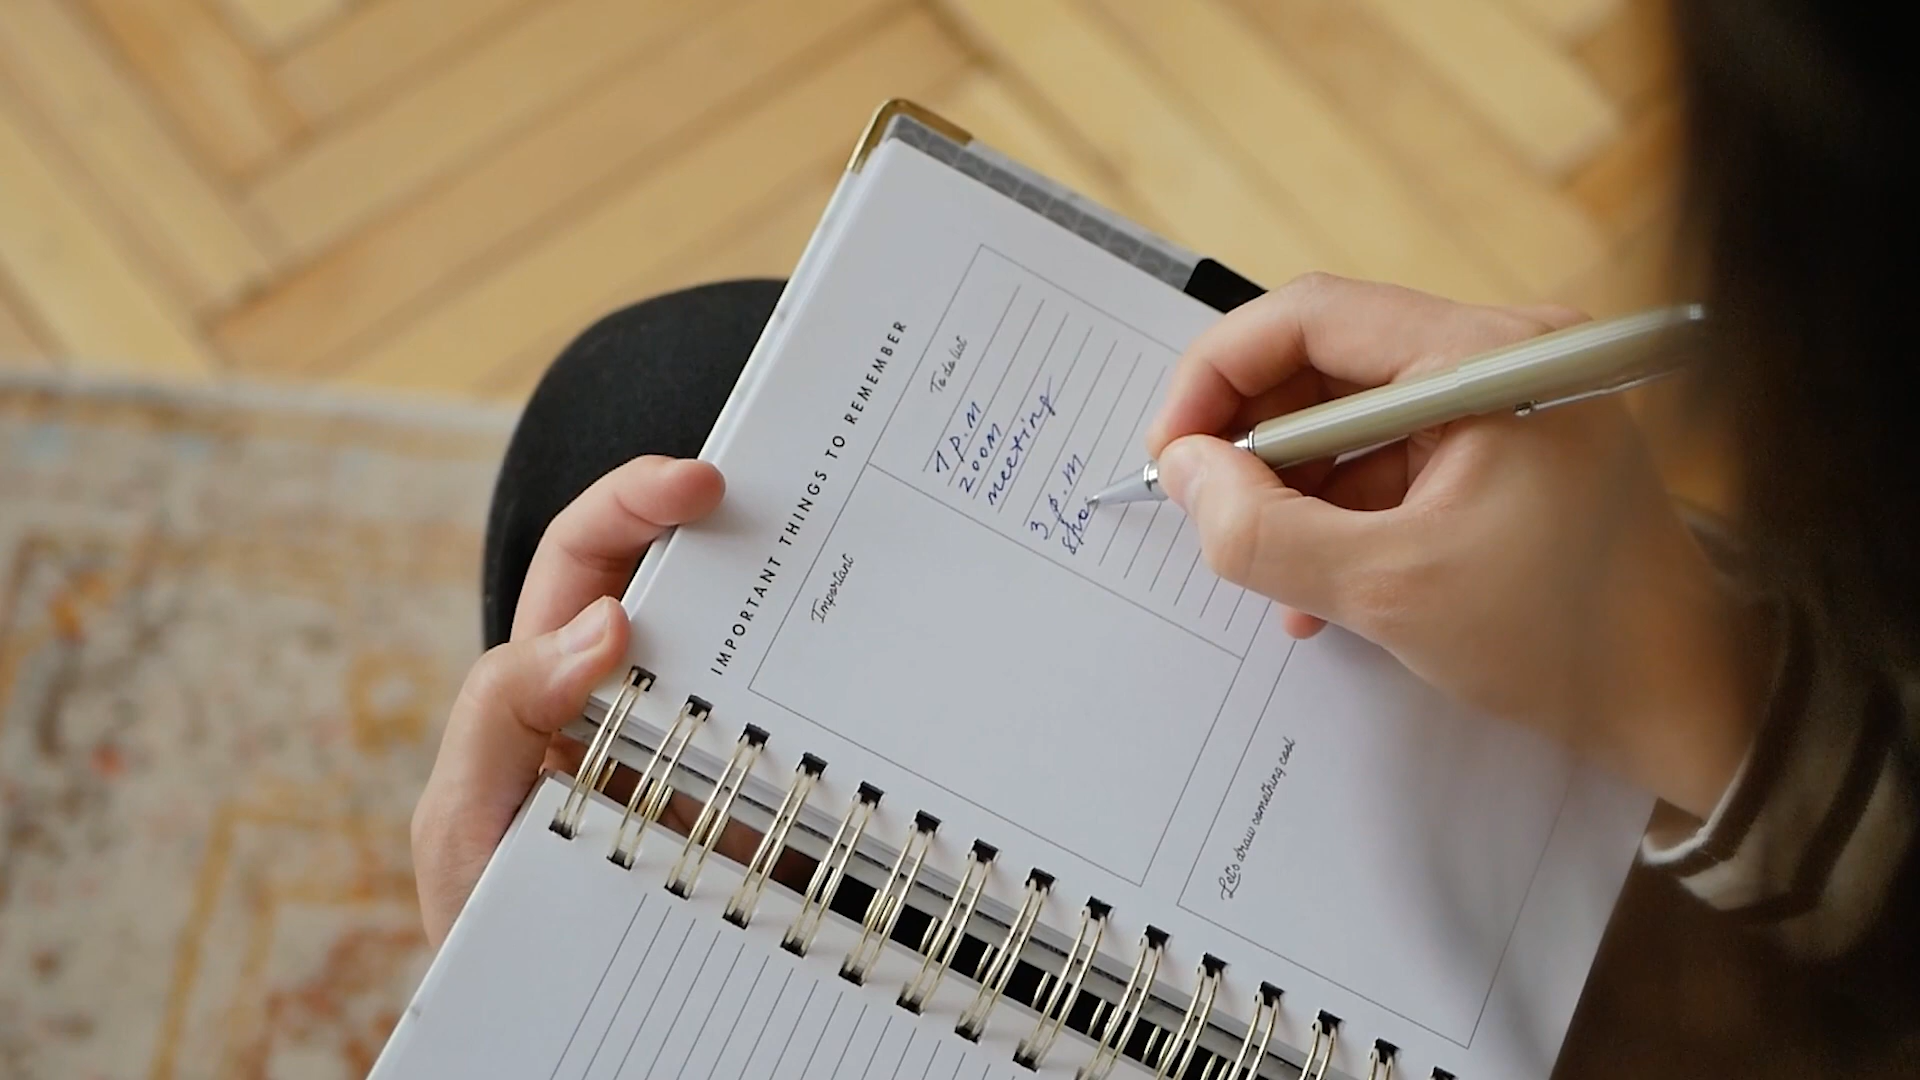 IMPORTANT THINGS TO REMEMBER
To do list
1 p.m
zoom
meeting
3 p.m
Important
Let's draw something cool